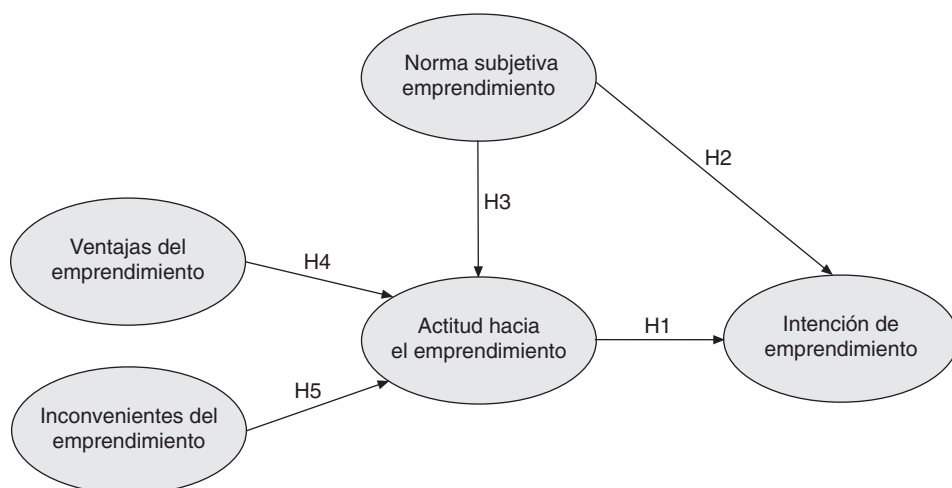 Norma subjetiva
emprendimiento
H2
H3
Ventajas del
emprendimiento
H4
Actitud hacia
el emprendimiento
H1
Intención de
emprendimiento
H5
Inconvenientes del
emprendimiento